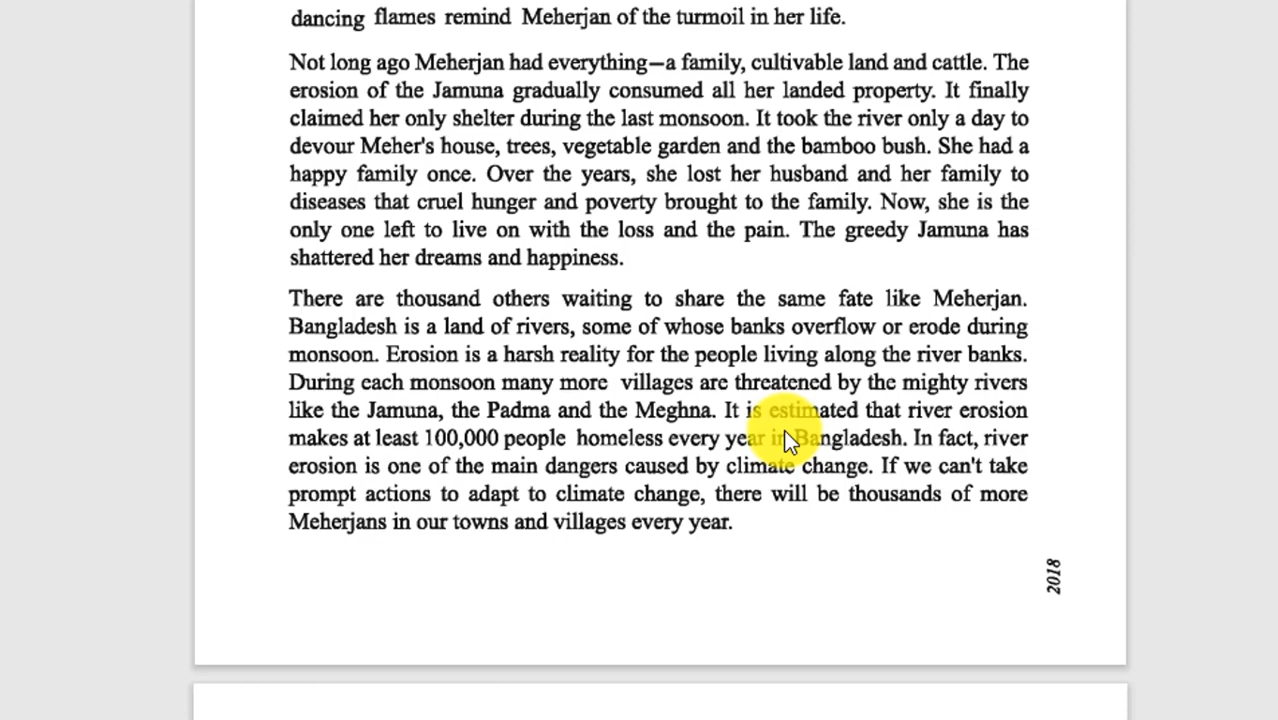 dancing flames remind Meherjan of the turmoil in her life.
Not long ago Meherjan had everything–a family, cultivable land and cattle. The
erosion of the Jamuna gradually consumed all her landed property. It finally
claimed her only shelter during the last monsoon. It took the river only a day to
devour Meher's house, trees, vegetable garden and the bamboo bush. She had a
happy family once. Over the years, she lost her husband and her family to
diseases that cruel hunger and poverty brought to the family. Now, she is the
only one left to live on with the loss and the pain. The greedy Jamuna has
shattered her dreams and happiness.
There are thousand others waiting to share the same fate like Meherjan.
Bangladesh is a land of rivers, some of whose banks overflow or erode during
monsoon. Erosion is a harsh reality for the people living along the river banks.
During each monsoon many more villages are threatened by the mighty rivers
like the Jamuna, the Padma and the Meghna. It is estimated that river erosion
makes at least 100,000 people homeless every year in Bangladesh. In fact, river
erosion is one of the main dangers caused by climate change. If we can't take
prompt actions to adapt to climate change, there will be thousands of more
Meherjans in our towns and villages every year.
2018